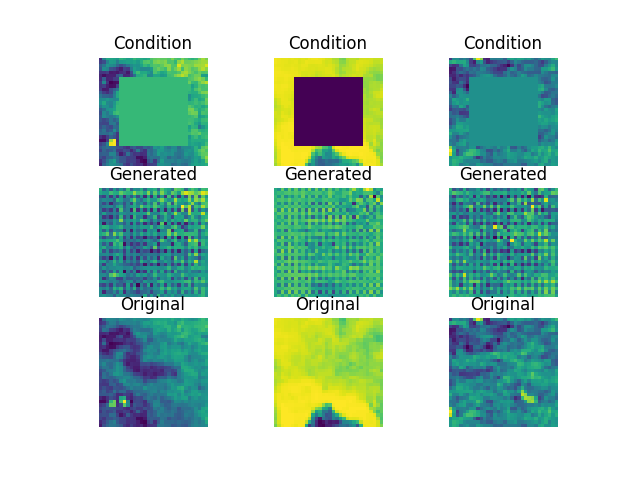 Condition Condition Condition
Generated Generated Generated
Original Original Original